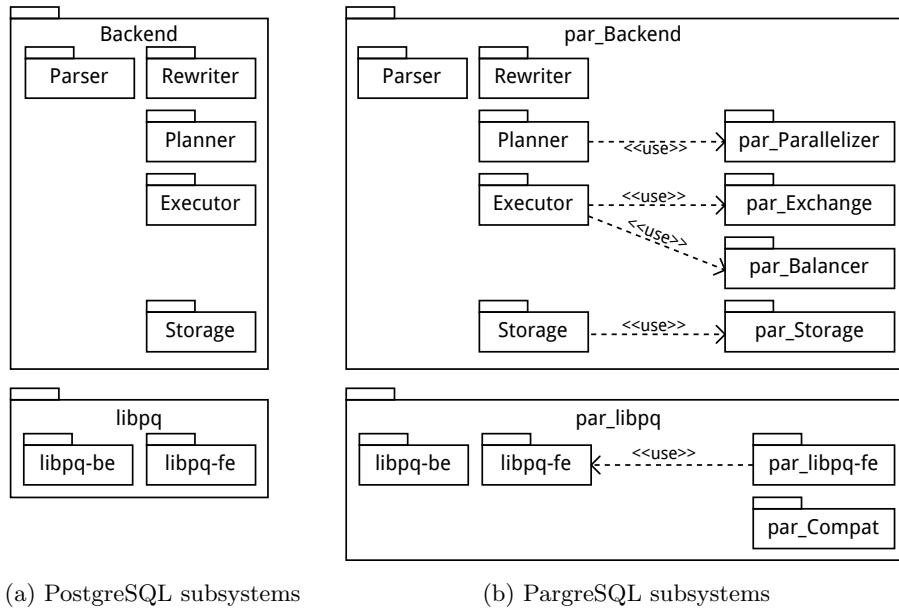 Backend
Parser
Rewriter
Planner
Executor
Storage
libpq
libpq-be
libpq-fe
(a) PostgreSQL subsystems
par_Backend
Parser
Rewriter
Planner
<<use>>
par_Parallelizer
Executor
<<use>>
par_Exchange
<<use>>
par_Balancer
Storage
<<use>>
par_Storage
par_libpq
libpq-be
libpq-fe
<<use>>
par_libpq-fe
par_Compat
(b) PargreSQL subsystems